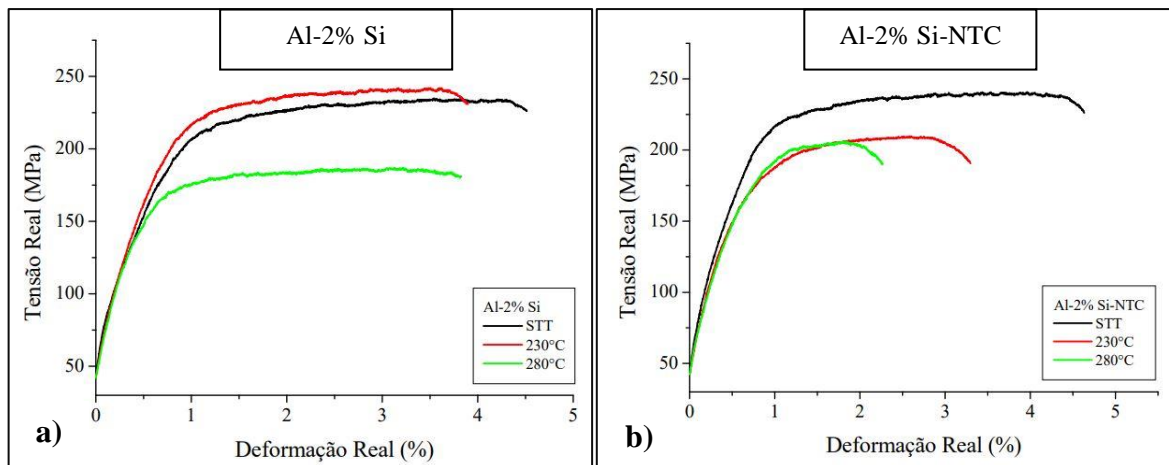 Al-2% Si
250
200
150
100
50
Tensão Real (MPa)
Al-2% Si
STT
230°C
280°C
0 1 2 3 4 5
Deformação Real (%)
a)
Al-2% Si-NTC
250
200
150
100
50
Tensão Real (MPa)
Al-2% Si-NTC
STT
230°C
280°C
0 1 2 3 4 5
Deformação Real (%)
b)